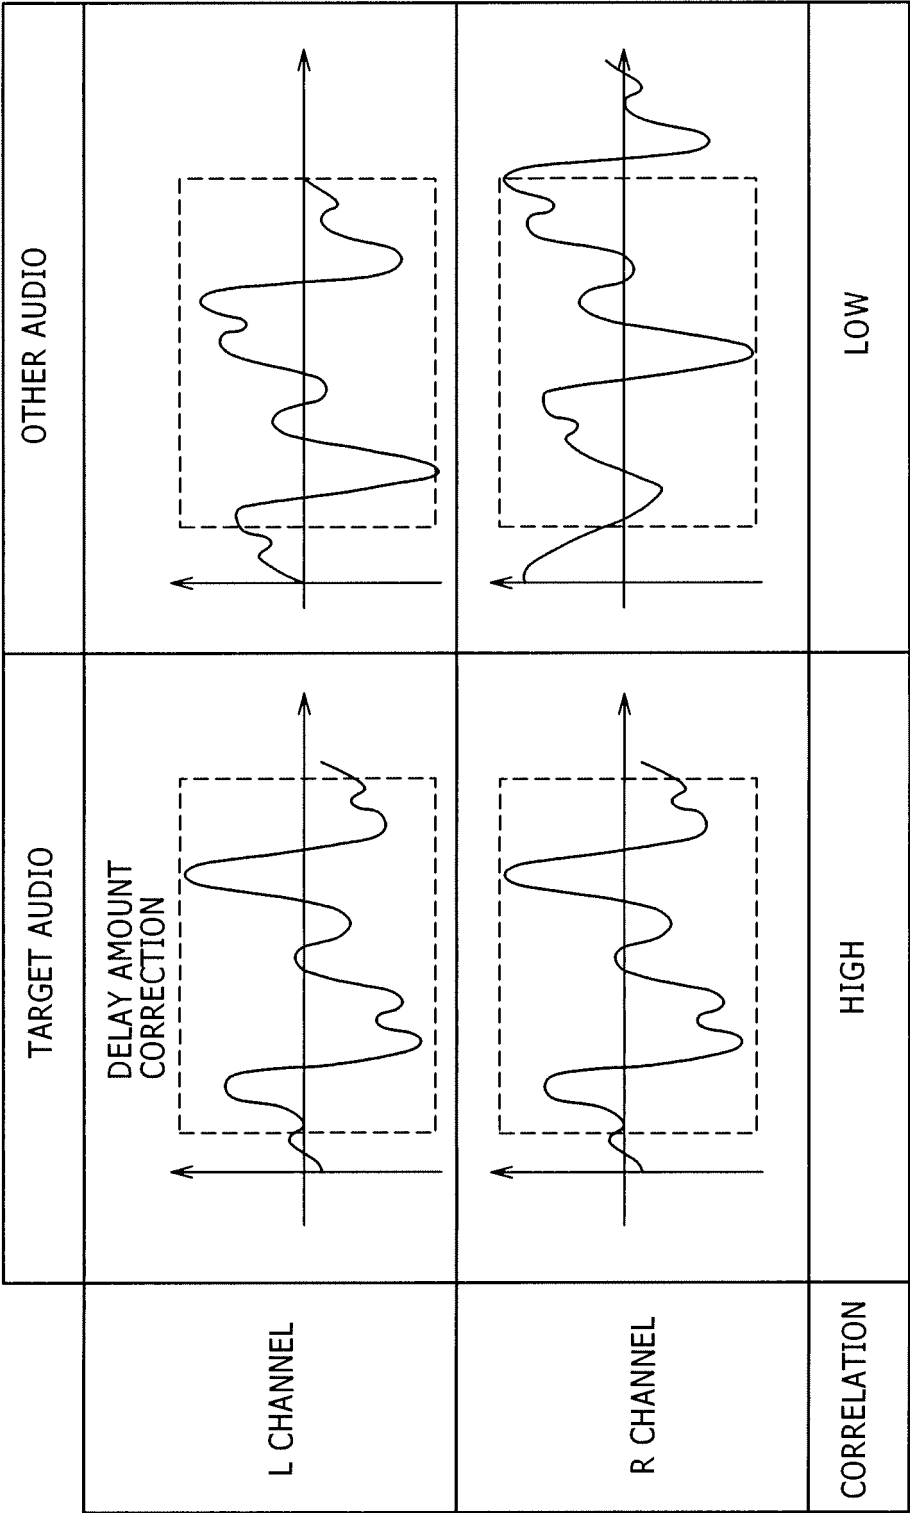 TARGET AUDIO
OTHER AUDIO
L CHANNEL
DELAY AMOUNT
CORRECTION
R CHANNEL
CORRELATION
HIGH
LOW